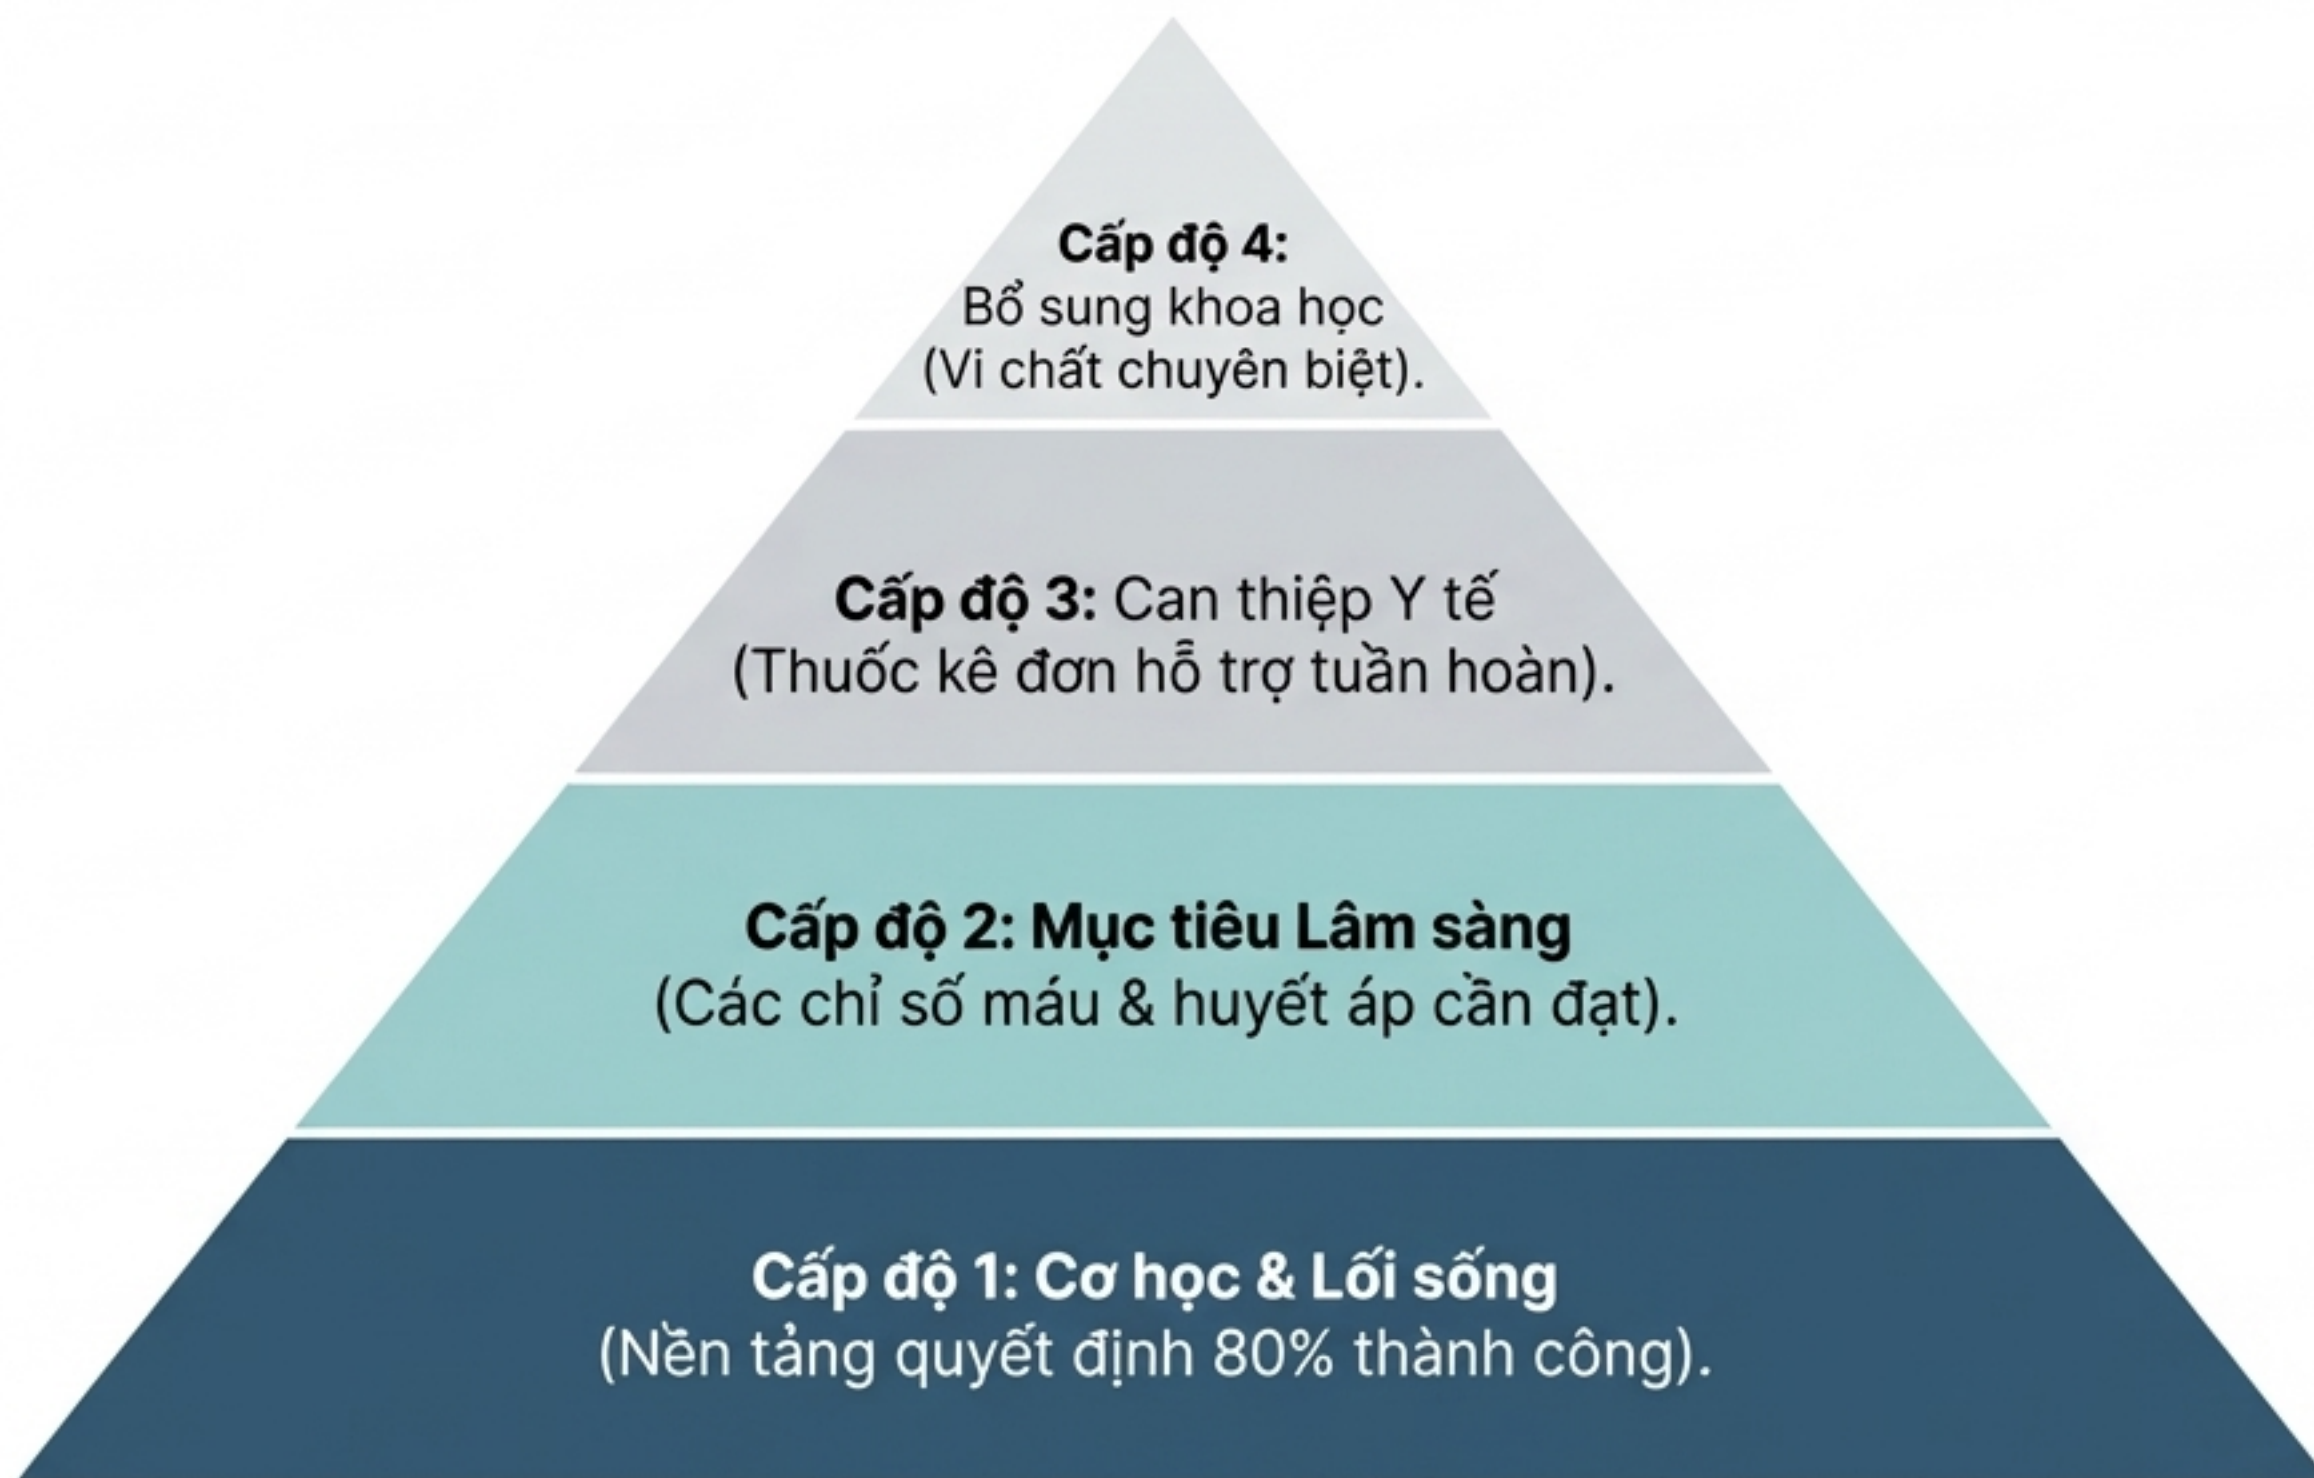 Cấp độ 4:
Bổ sung khoa học
(Vi chất chuyên biệt).
Cấp độ 3: Can thiệp Y tế
(Thuốc kê đơn hỗ trợ tuần hoàn).
Cấp độ 2: Mục tiêu Lâm sàng
(Các chỉ số máu & huyết áp cần đạt).
Cấp độ 1: Cơ học & Lối sống
(Nền tảng quyết định 80% thành công).